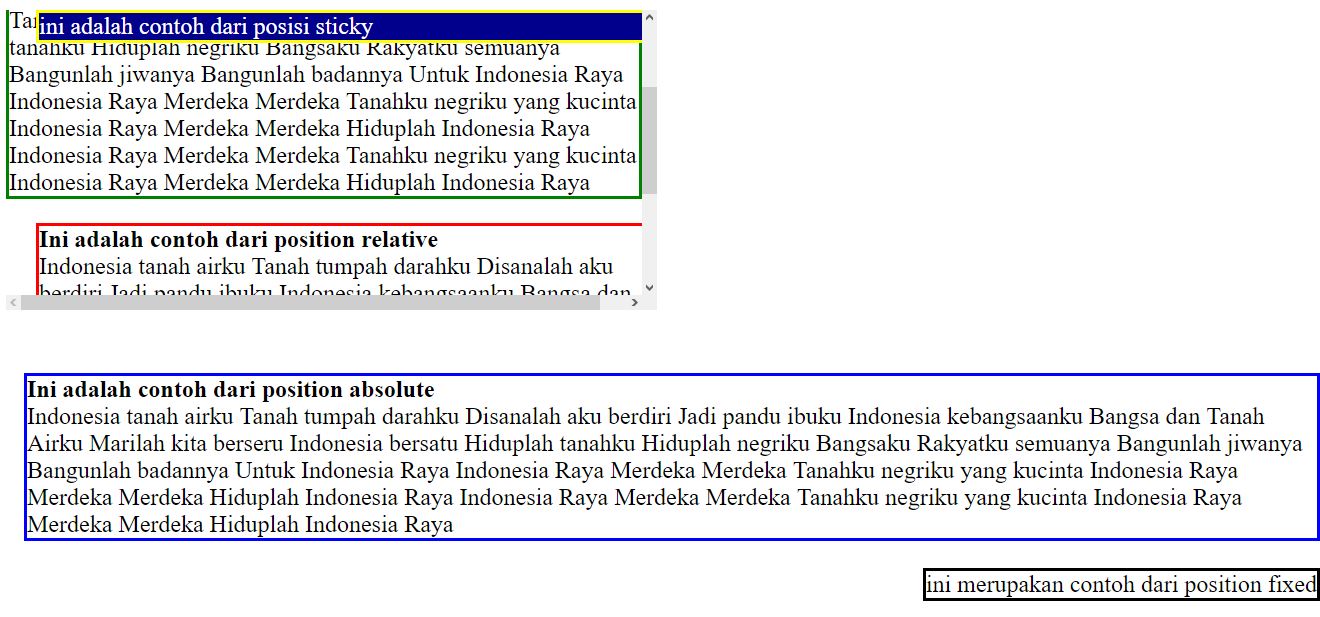 ini adalah contoh dari posisi sticky
tanahku Hiduplah negriku Bangsaku Rakyatku semuanya
Bangunlah jiwanya Bangunlah badannya Untuk Indonesia Raya
Indonesia Raya Merdeka Merdeka Tanahku negriku yang kucinta
Indonesia Raya Merdeka Merdeka Hiduplah Indonesia Raya
Indonesia Raya Merdeka Merdeka Tanahku negriku yang kucinta
Indonesia Raya Merdeka Merdeka Hiduplah Indonesia Raya
Ini adalah contoh dari position relative
Indonesia tanah airku Tanah tumpah darahku Disanalah aku
berdiri Jadi pandu ibuku Indonesia kebangsaanku Bangsa dan
Ini adalah contoh dari position absolute
Indonesia tanah airku Tanah tumpah darahku Disanalah aku berdiri Jadi pandu ibuku Indonesia kebangsaanku Bangsa dan Tanah
Airku Marilah kita berseru Indonesia bersatu Hiduplah tanahku Hiduplah negriku Bangsaku Rakyatku semuanya Bangunlah jiwanya
Bangunlah badannya Untuk Indonesia Raya Indonesia Raya Merdeka Merdeka Tanahku negriku yang kucinta Indonesia Raya
Merdeka Merdeka Hiduplah Indonesia Raya Indonesia Raya Merdeka Merdeka Tanahku negriku yang kucinta Indonesia Raya
Merdeka Merdeka Hiduplah Indonesia Raya
ini merupakan contoh dari position fixed